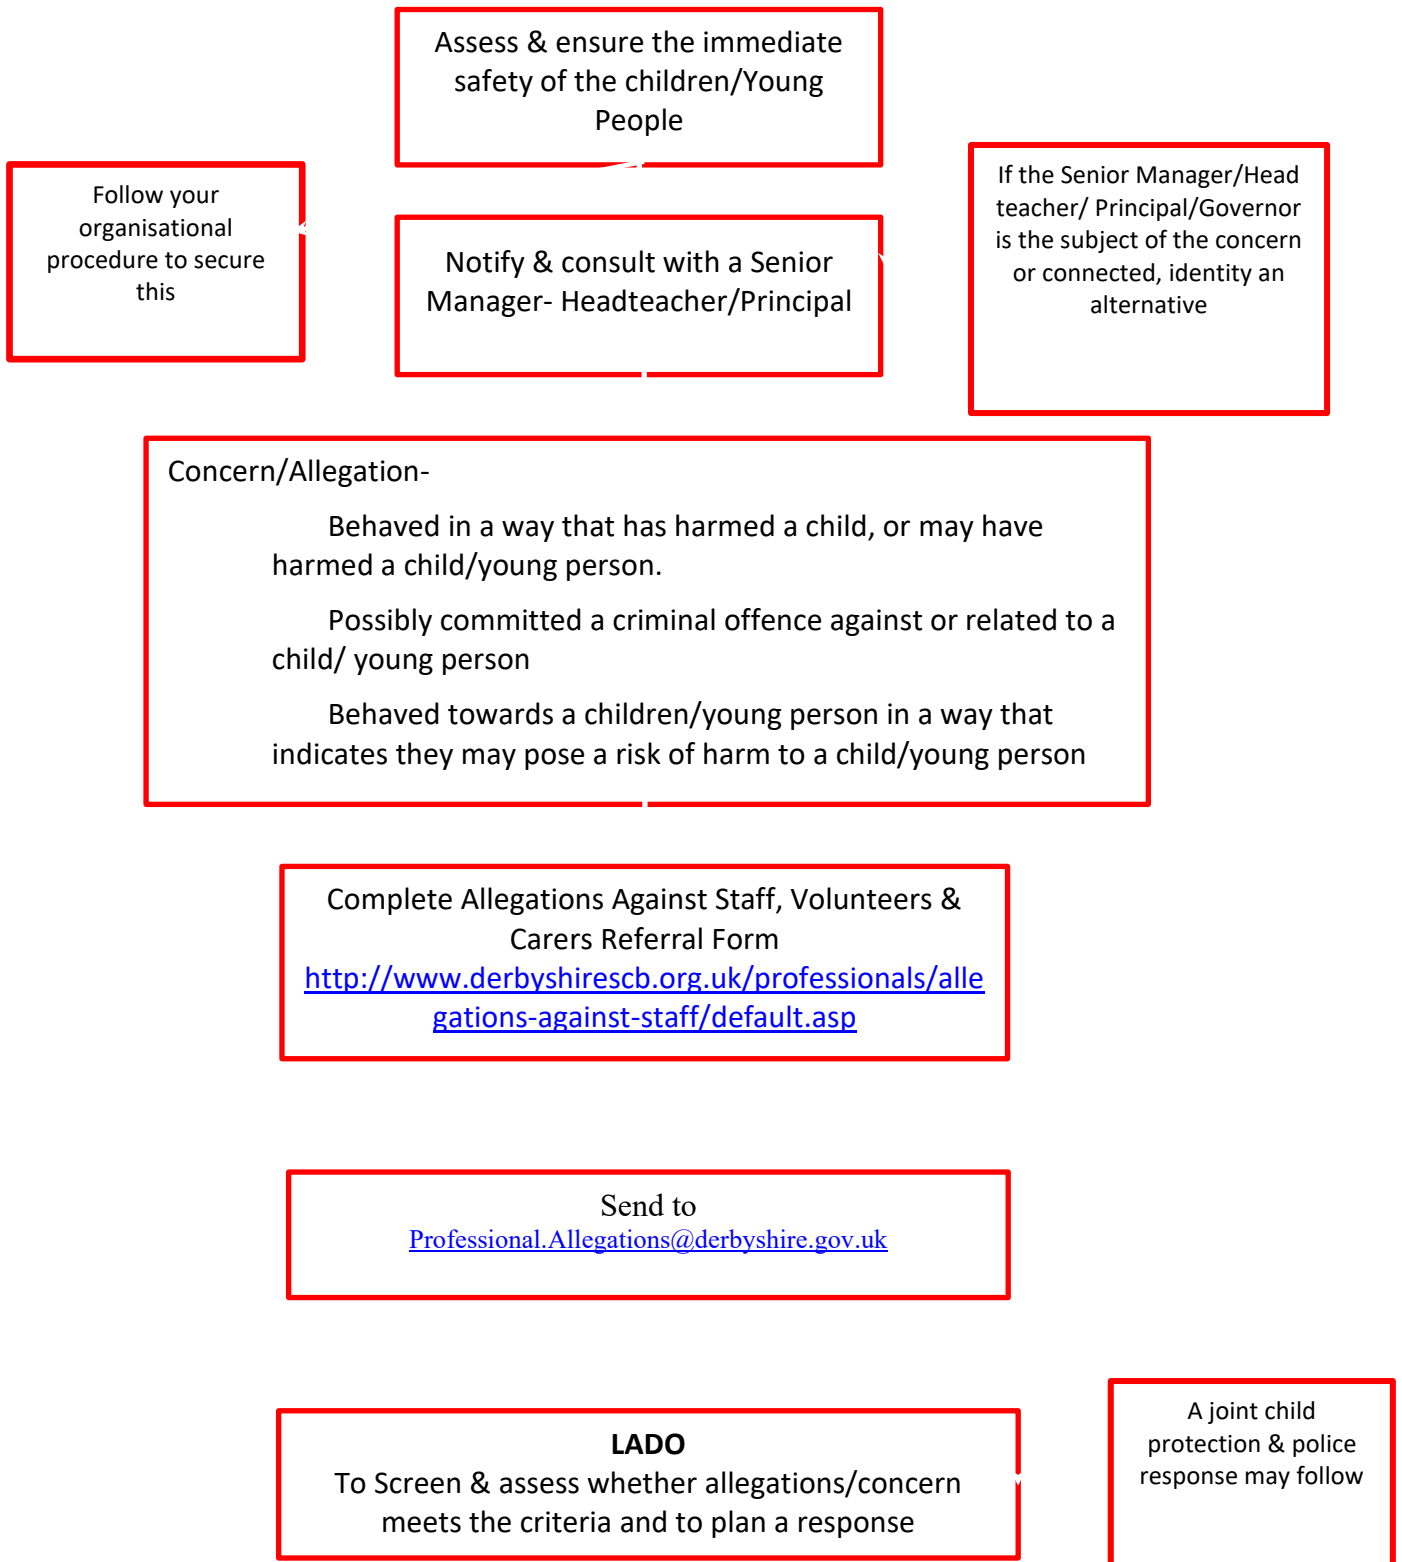 Assess & ensure the immediate
safety of the children/Young
People
Follow your
organisational
procedure to secure
this
Notify & consult with a Senior
Manager- Headteacher/Principal
If the Senior Manager/Head
teacher/ Principal/Governor
is the subject of the concern
or connected, identity an
alternative
Concern/Allegation-
Behaved in a way that has harmed a child, or may have
harmed a child/young person.
Possibly committed a criminal offence against or related to a
child/ young person
Behaved towards a children/young person in a way that
indicates they may pose a risk of harm to a child/young person
Complete Allegations Against Staff, Volunteers &
Carers Referral Form
http://www.derbyshirescb.org.uk/professionals/alle
gations-against-staff/default.asp
Send to
Professional.Allegations@derbyshire.gov.uk
LADO
To Screen & assess whether allegations/concern
meets the criteria and to plan a response
A joint child
protection & police
response may follow